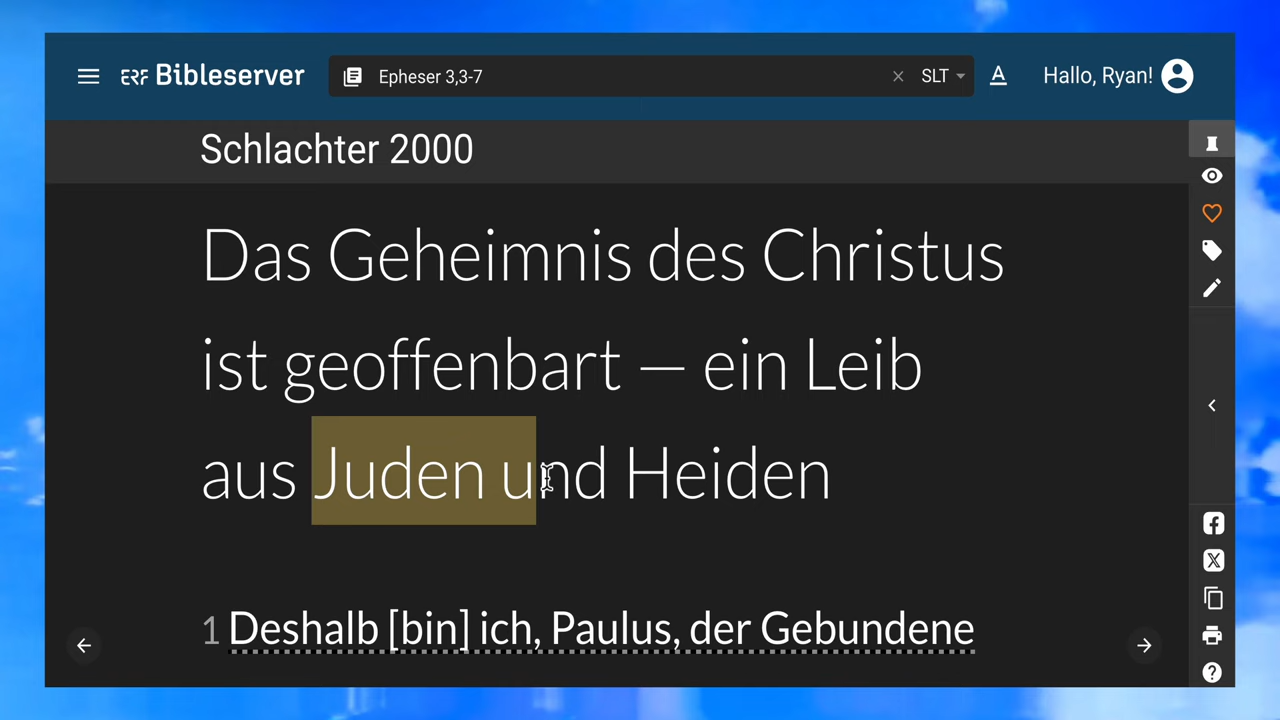 ERF Bibleserver
Epheser 3,3-7
SLT
A
Hallo, Ryan!
Schlachter 2000
Das Geheimnis des Christus
ist geoffenbart — ein Leib
aus Juden und Heiden
1 Deshalb [bin] ich, Paulus, der Gebundene